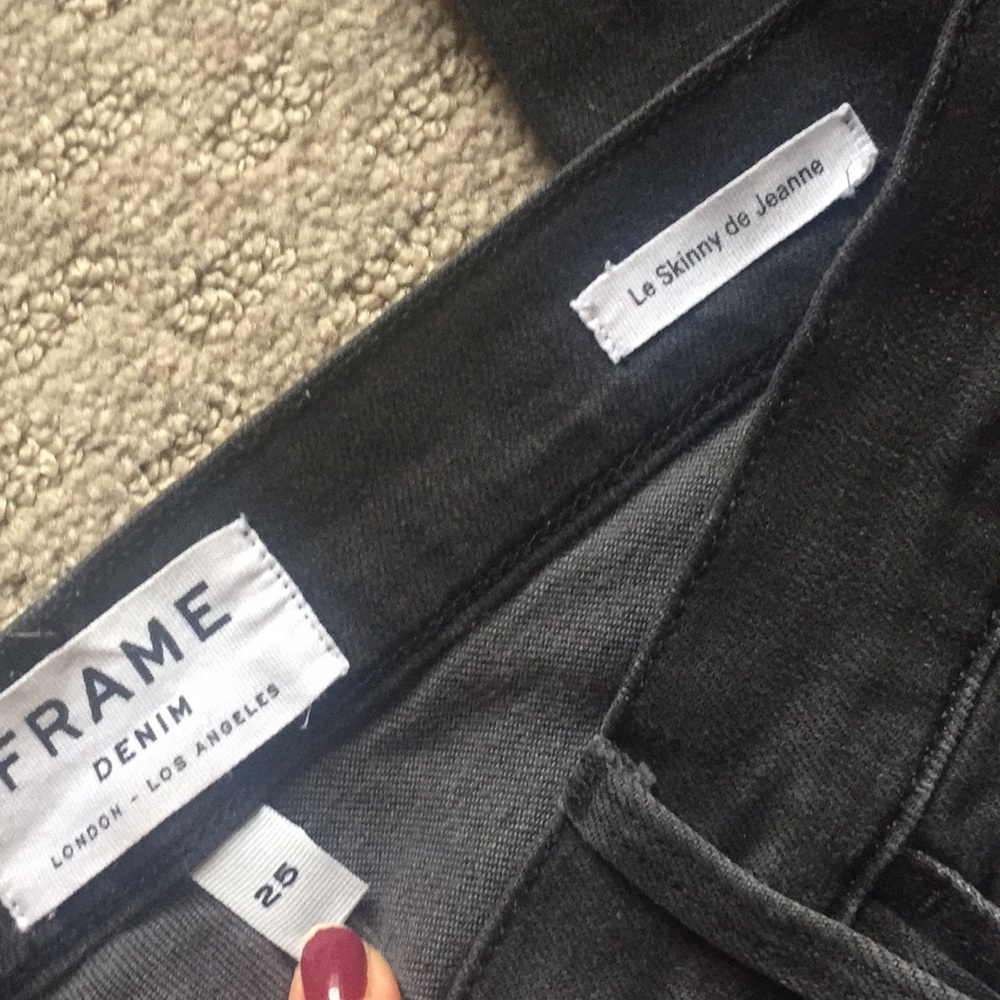 Le Skinny de Jeanne
FRAME
DENIM
LONDON - LOS ANGELES
25